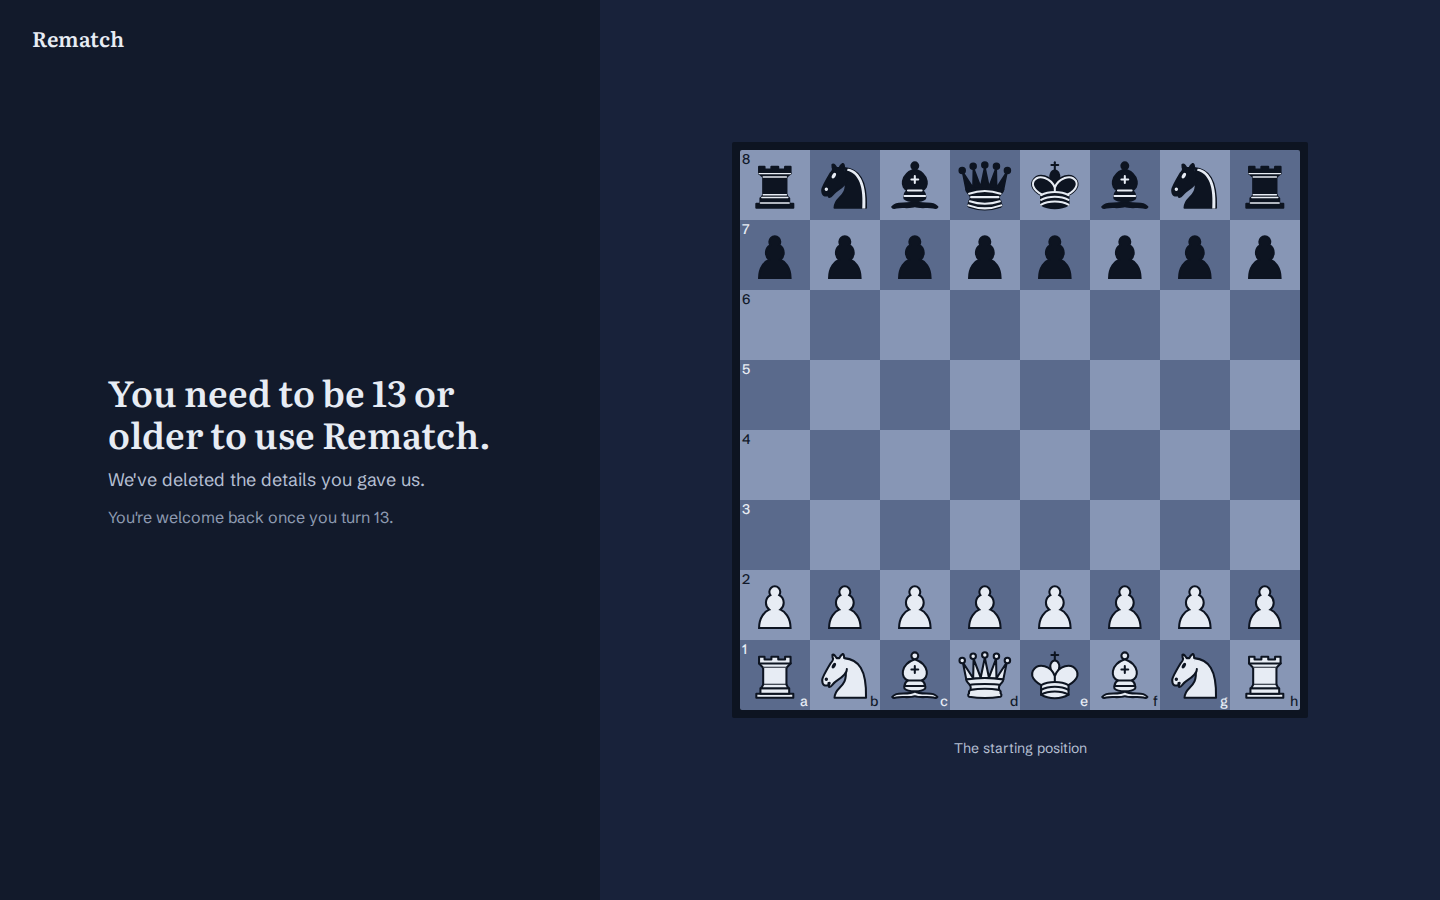 Rematch
You need to be 13 or
older to use Rematch.
We've deleted the details you gave us.
You're welcome back once you turn 13.
8
7
6
5
4
3
2
1
a b c d e f g h
The starting position